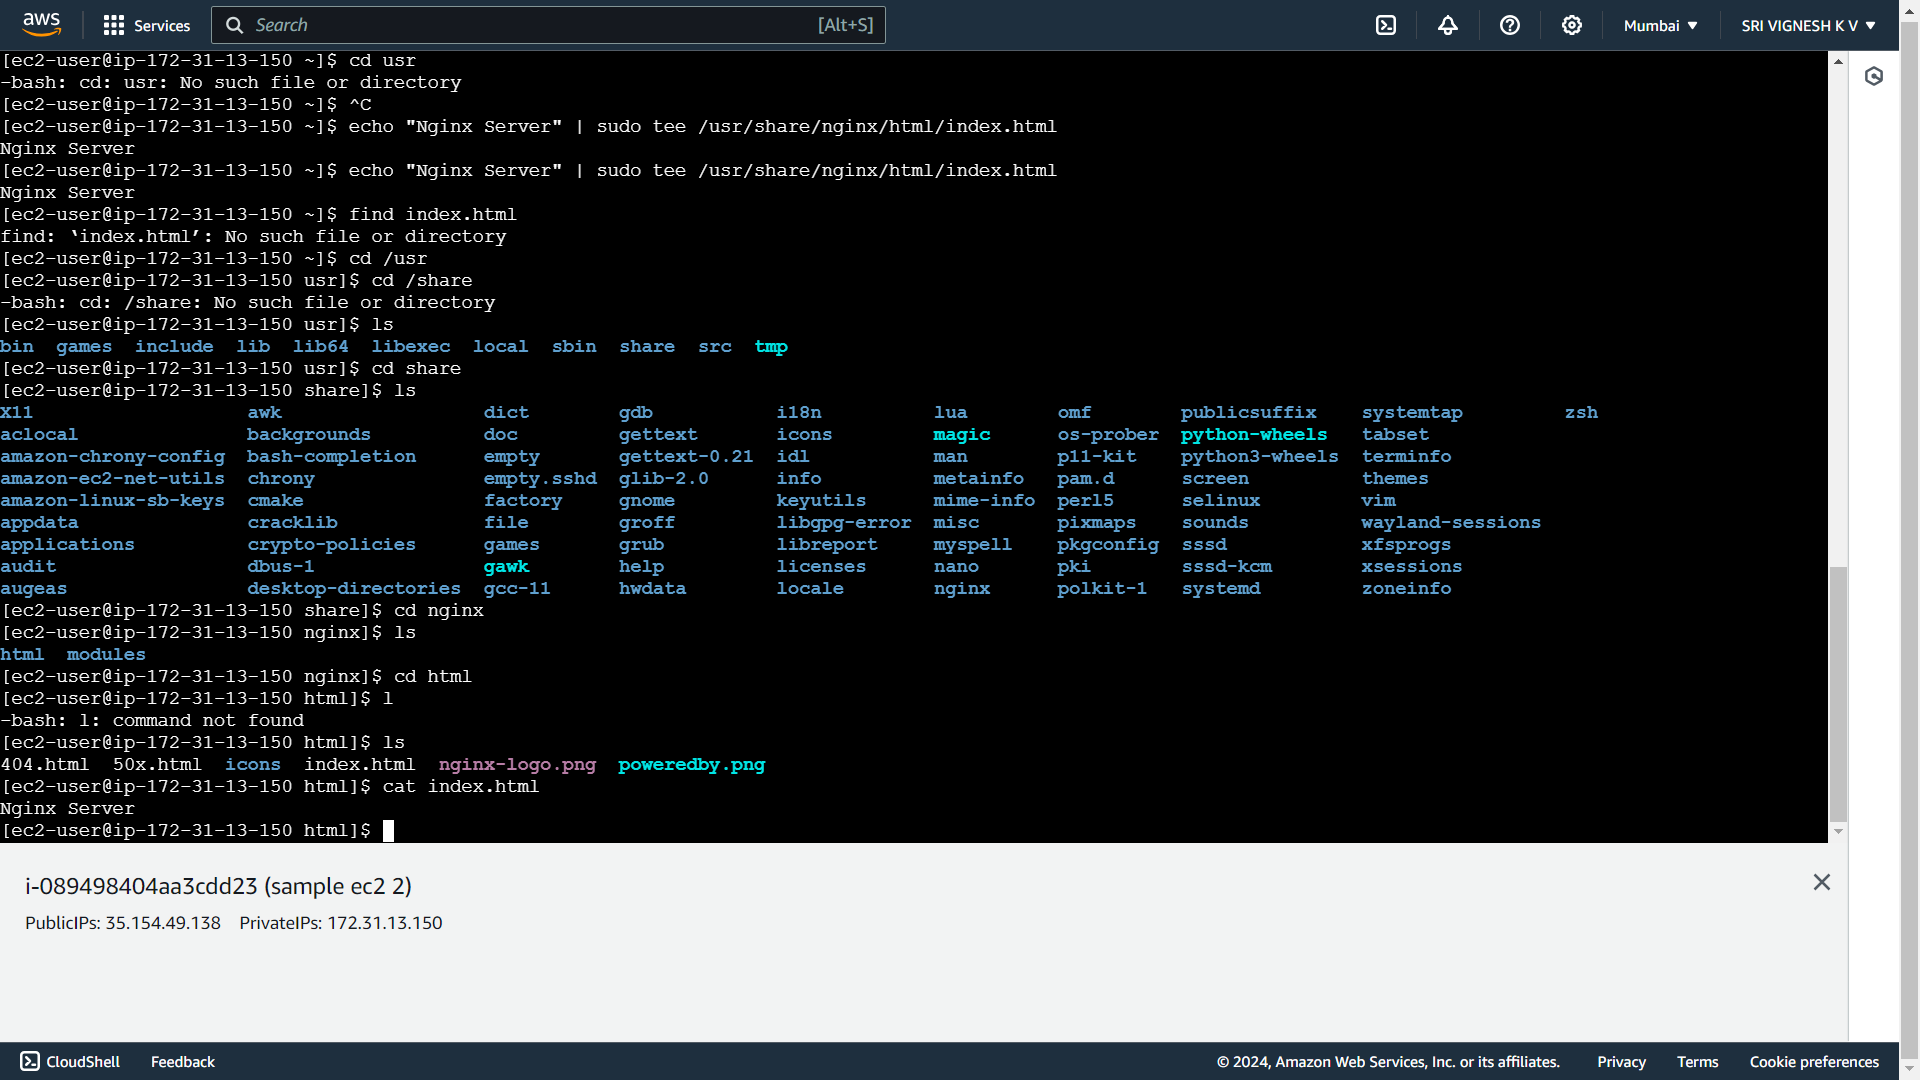 aws Services Search [Alt+S] Mumbai ▼ SRI VIGNESH K V ▼
[ec2-user@ip-172-31-13-150 ~]$ cd usr
-bash: cd: usr: No such file or directory
[ec2-user@ip-172-31-13-150 ~]$ ^C
[ec2-user@ip-172-31-13-150 ~]$ echo "Nginx Server" | sudo tee /usr/share/nginx/html/index.html
Nginx Server
[ec2-user@ip-172-31-13-150 ~]$ echo "Nginx Server" | sudo tee /usr/share/nginx/html/index.html
Nginx Server
[ec2-user@ip-172-31-13-150 ~]$ find index.html
find: ‘index.html’: No such file or directory
[ec2-user@ip-172-31-13-150 ~]$ cd /usr
[ec2-user@ip-172-31-13-150 usr]$ cd /share
-bash: cd: /share: No such file or directory
[ec2-user@ip-172-31-13-150 usr]$ ls
bin games include lib lib64 libexec local sbin share src tmp
[ec2-user@ip-172-31-13-150 usr]$ cd share
[ec2-user@ip-172-31-13-150 share]$ ls
X11 awk dict gdb i18n lua omf publicsuffix systemtap zsh
aclocal backgrounds doc gettext icons magic os-prober python-wheels tabset
amazon-chrony-config bash-completion empty gettext-0.21 idl man p11-kit python3-wheels terminfo
amazon-ec2-net-utils chrony empty.sshd glib-2.0 info metainfo pam.d screen themes
amazon-linux-sb-keys cmake factory gnome keyutils mime-info perl5 selinux vim
appdata cracklib file groff libgpg-error misc pixmaps sounds wayland-sessions
applications crypto-policies games grub libreport myspell pkgconfig sssd xfsprogs
audit dbus-1 gawk help licenses nano pki sssd-kcm xsessions
augeas desktop-directories gcc-11 hwdata locale nginx polkit-1 systemd zoneinfo
[ec2-user@ip-172-31-13-150 share]$ cd nginx
[ec2-user@ip-172-31-13-150 nginx]$ ls
html modules
[ec2-user@ip-172-31-13-150 nginx]$ cd html
[ec2-user@ip-172-31-13-150 html]$ l
-bash: l: command not found
[ec2-user@ip-172-31-13-150 html]$ ls
404.html 50x.html icons index.html nginx-logo.png poweredby.png
[ec2-user@ip-172-31-13-150 html]$ cat index.html
Nginx Server
[ec2-user@ip-172-31-13-150 html]$
i-089498404aa3cdd23 (sample ec2 2)
PublicIPs: 35.154.49.138 PrivateIPs: 172.31.13.150
CloudShell Feedback © 2024, Amazon Web Services, Inc. or its affiliates. Privacy Terms Cookie preferences